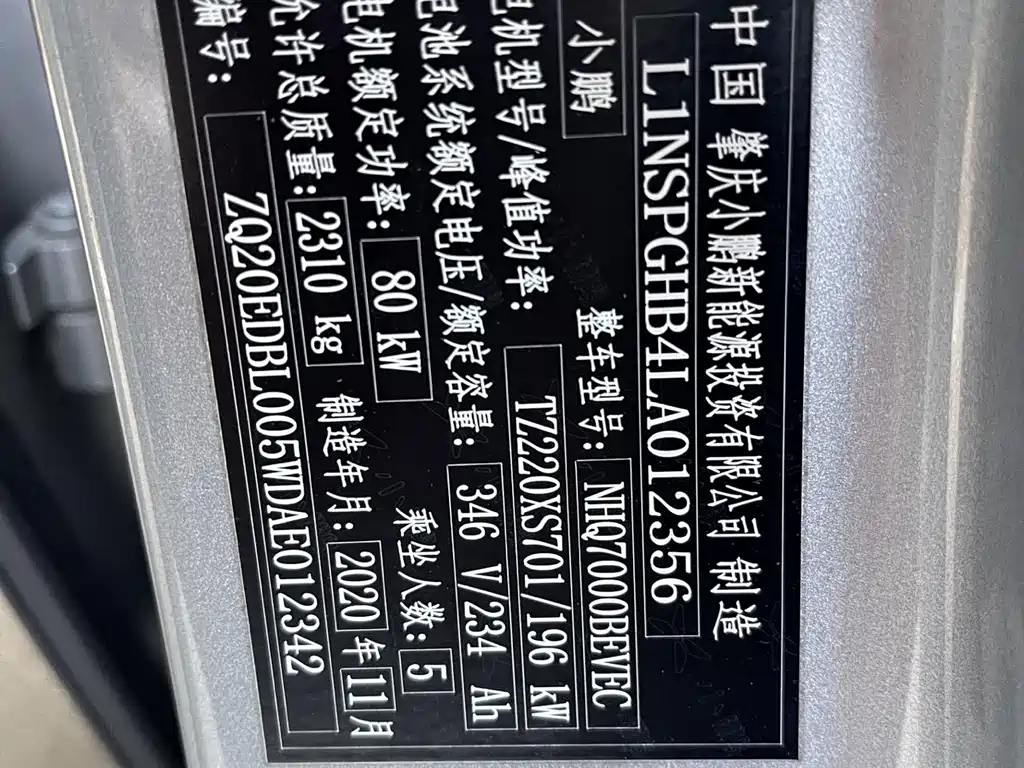 中国 肇庆小鹏新能源投资有限公司 制造
L1NSPGHB4LA012356
小鹏 整车型号: NHQ7000BEVEC
电机型号/峰值功率: TZ220XS701/196 kW
电池系统额定电压/额定容量: 346 V/234 Ah
电机额定功率: 80 kW 乘坐人数: 5
允许总质量: 2310 kg 制造年月: 2020 年 11 月
编号: ZQ20EDBL005WDAE012342